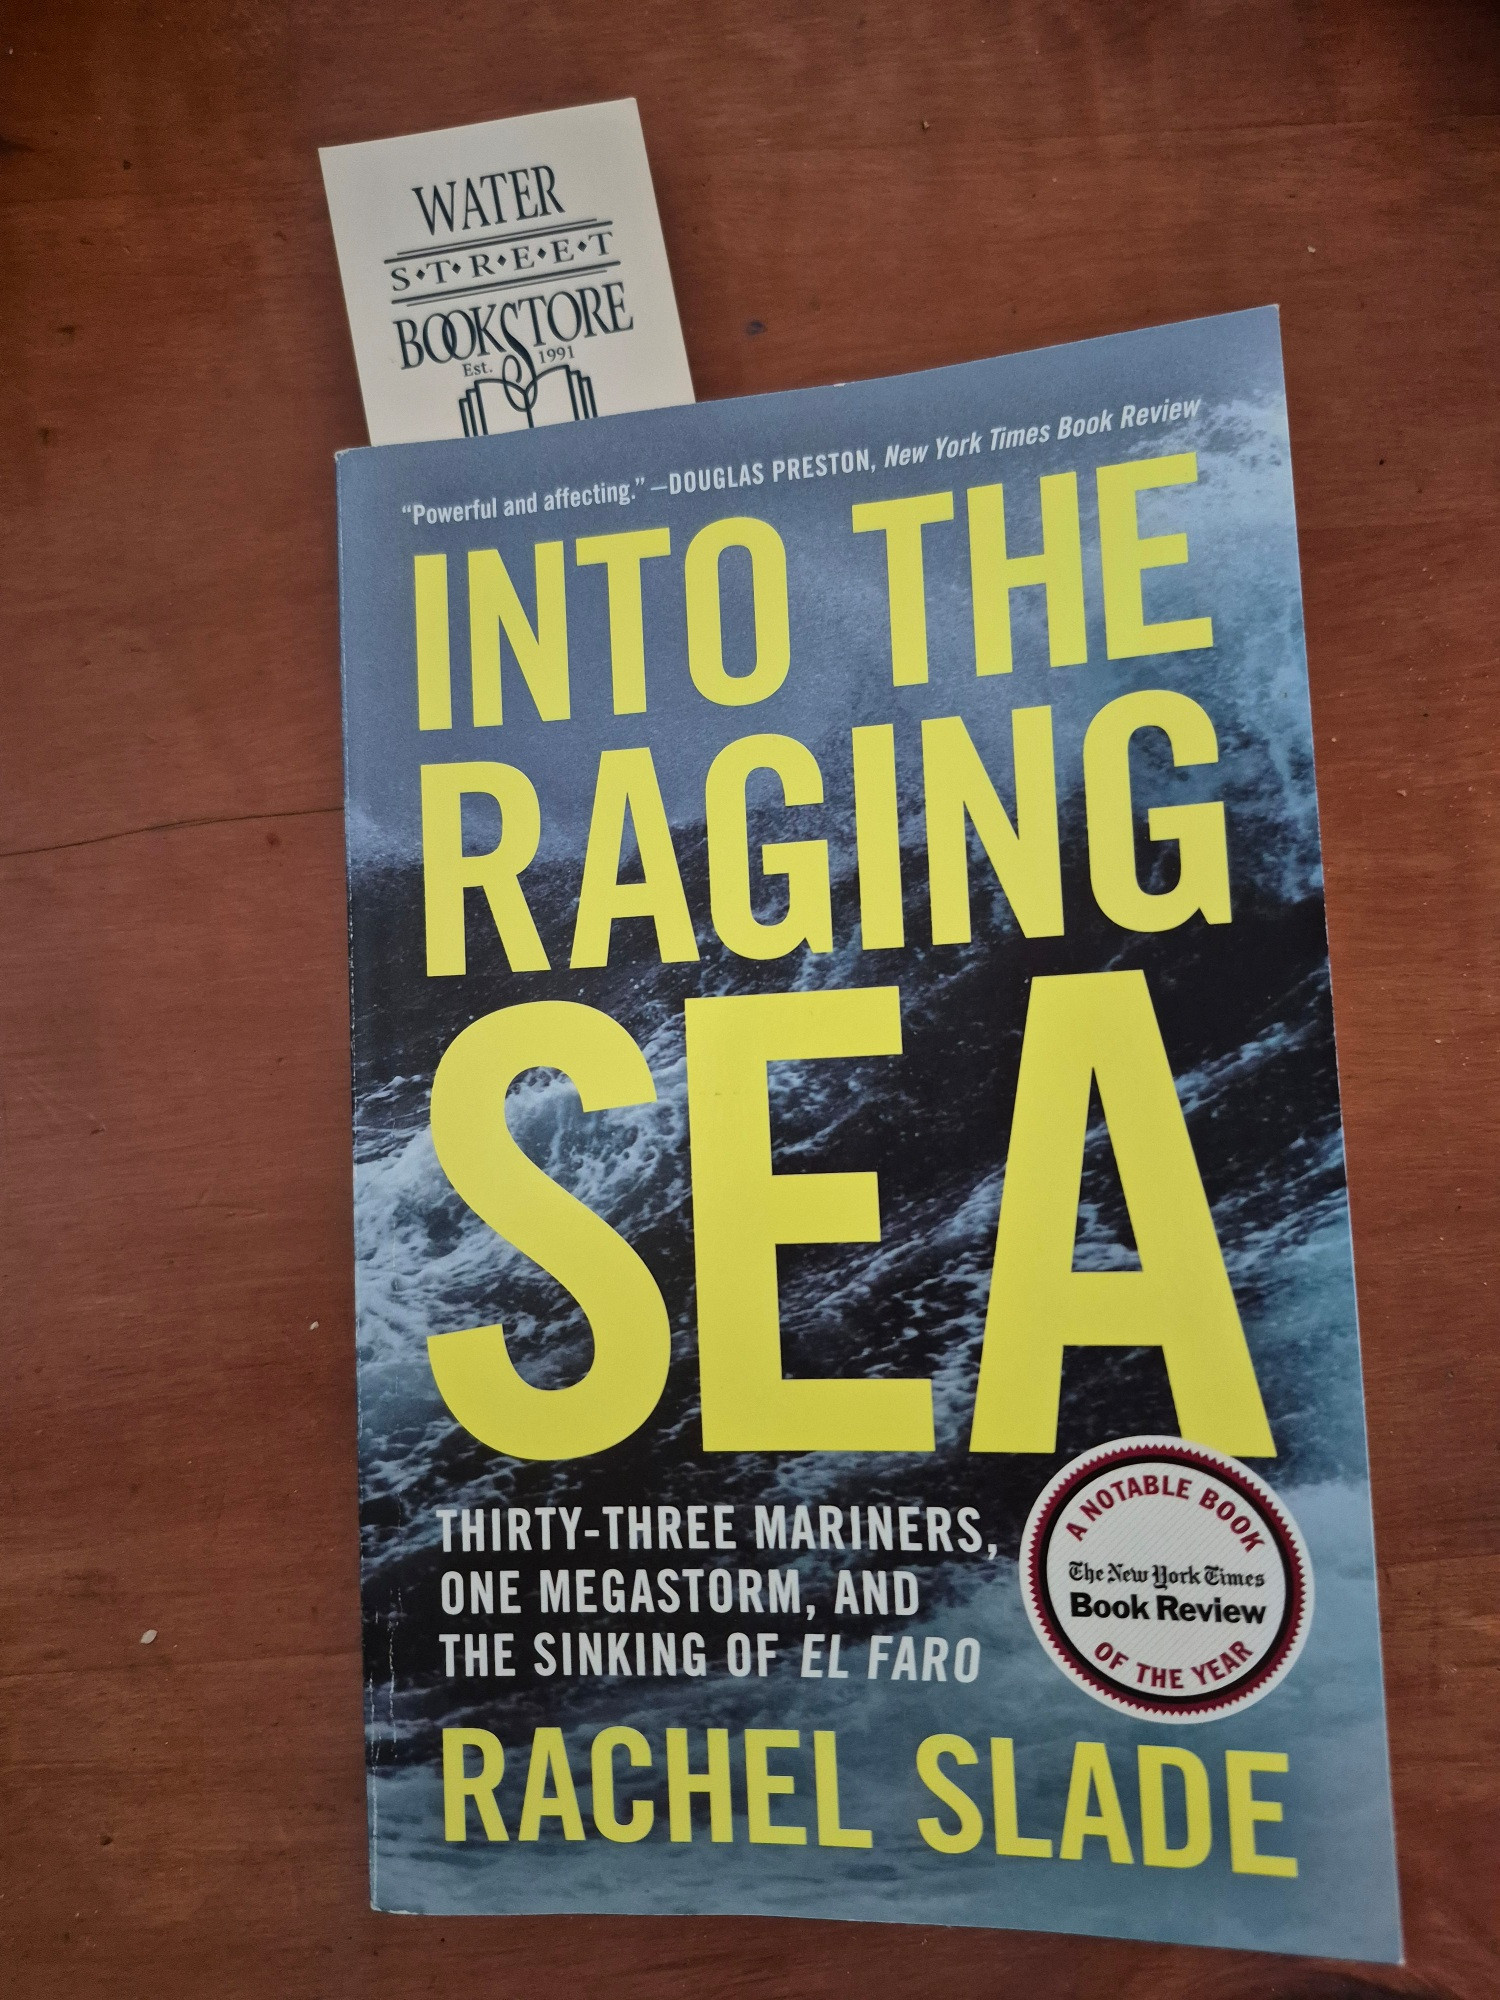 WATER
S·T·R·E·E·T
BOOKSTORE
Est. 1991
“Powerful and affecting.” —DOUGLAS PRESTON, New York Times Book Review
INTO THE
RAGING
SEA
THIRTY-THREE MARINERS,
ONE MEGASTORM, AND
THE SINKING OF EL FARO
A NOTABLE BOOK
The New York Times
Book Review
OF THE YEAR
RACHEL SLADE